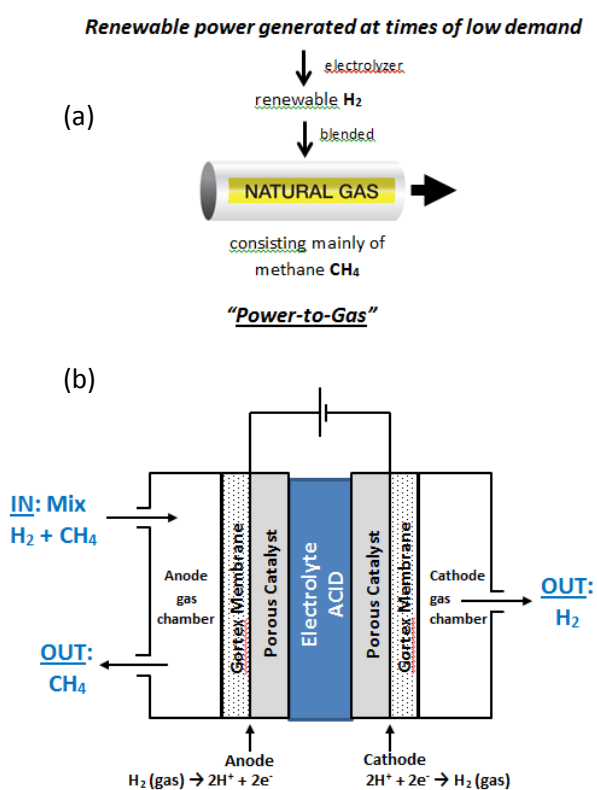 Renewable power generated at times of low demand
electrolyzer
renewable H₂
(a)
blended
NATURAL GAS
consisting mainly of
methane CH₄
“Power-to-Gas”
(b)
IN: Mix
H₂ + CH₄
Anode
gas
chamber
OUT:
CH₄
Gortex Membrane
Porous Catalyst
Electrolyte
ACID
Porous Catalyst
Gortex Membrane
Cathode
gas
chamber
OUT:
H₂
Anode
H₂ (gas) → 2H⁺ + 2e⁻
Cathode
2H⁺ + 2e⁻ → H₂ (gas)